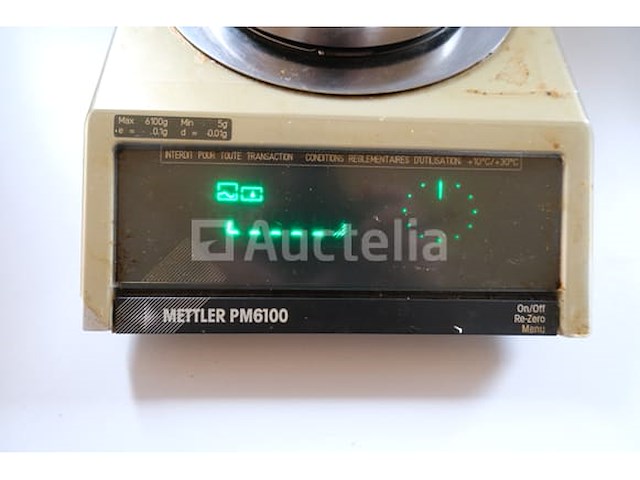 Max 6100g Min 5g
e = 0.1g d = 0.01g
INTERDIT POUR TOUTE TRANSACTION CONDITIONS REGLEMENTAIRES D'UTILISATION +10°C/+30°C
Auctelia
METTLER PM6100
On/Off
Re-Zero
Menu